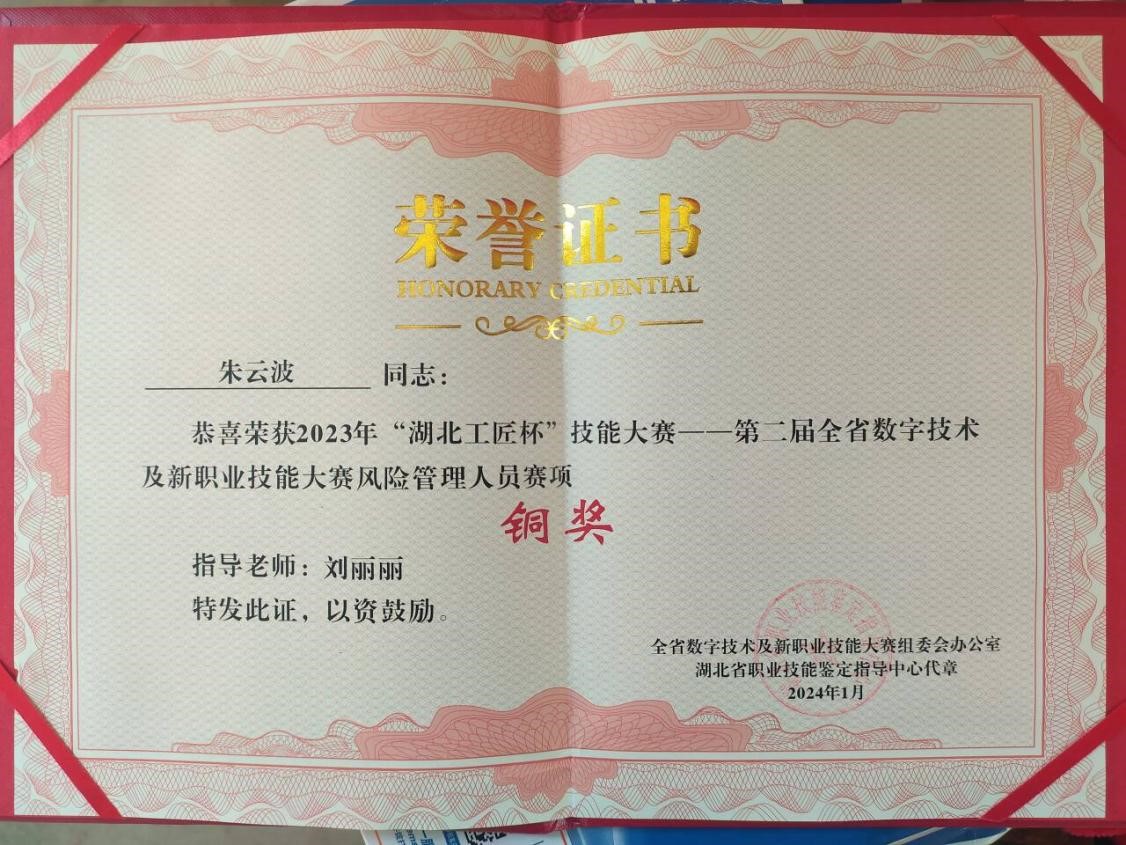 荣誉证书
HONORARY CREDENTIAL
朱云波 同志：
恭喜荣获2023年“湖北工匠杯”技能大赛——第二届全省数字技术
及新职业技能大赛风险管理人员赛项
铜奖
指导老师：刘丽丽
特发此证，以资鼓励。
全省数字技术及新职业技能大赛组委会办公室
湖北省职业技能鉴定指导中心代章
2024年1月